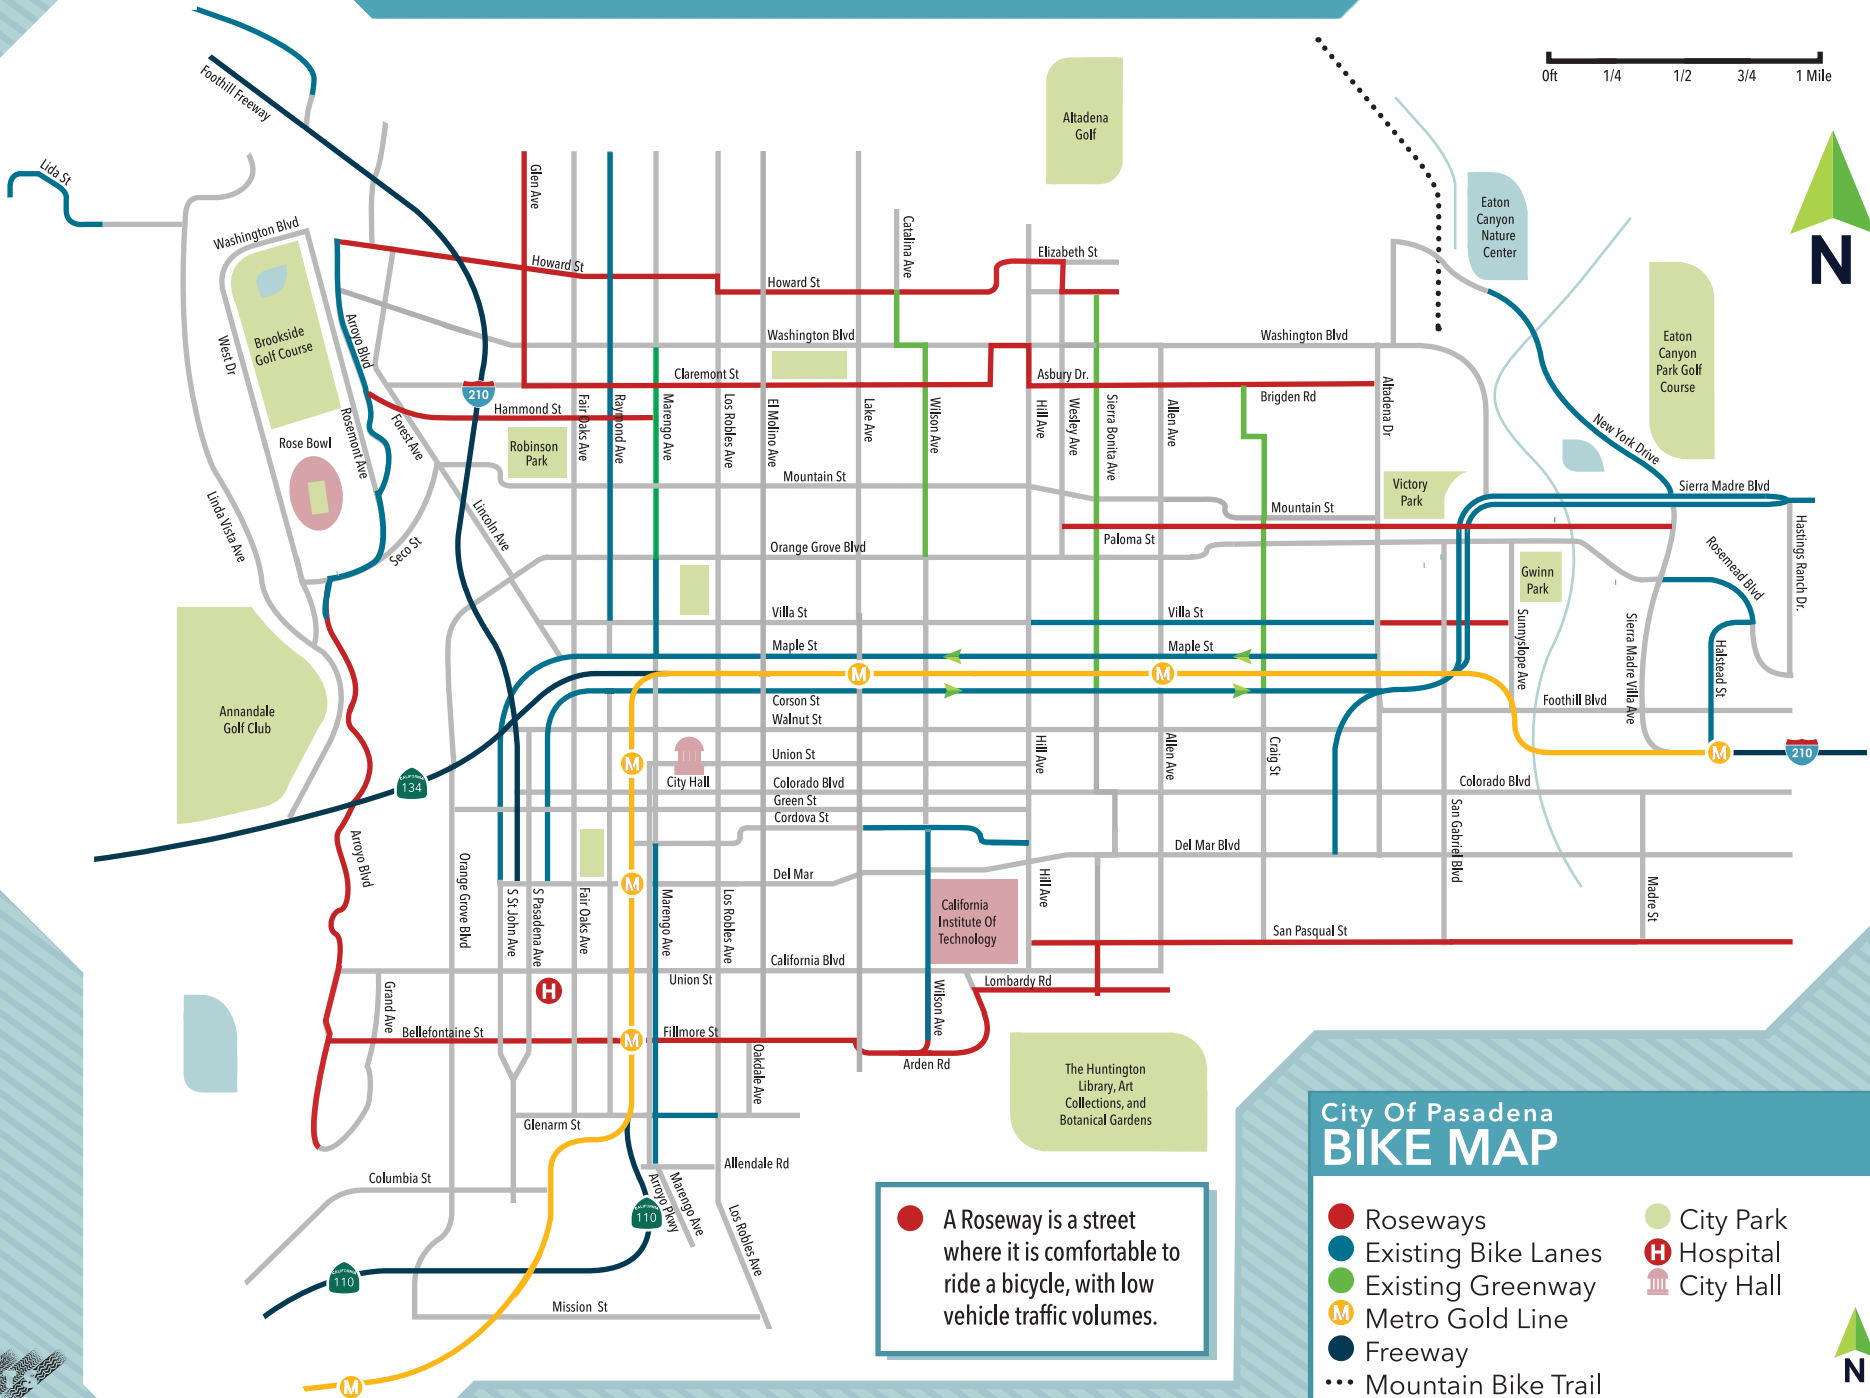 Foothill Freeway
Lida St
0ft 1/4 1/2 3/4 1 Mile
N
Altadena
Golf
Eaton
Canyon
Nature
Center
Eaton
Canyon
Park Golf
Course
Glen Ave
Catalina Ave
Elizabeth St
Washington Blvd
Howard St
Howard St
Brookside
Golf Course
West Dr
Arroyo Blvd
Washington Blvd
Washington Blvd
Claremont St
Asbury Dr.
Brigden Rd
Altadena Dr
210
Hammond St
Fair Oaks Ave
Raymond Ave
Marengo Ave
Los Robles Ave
El Molino Ave
Lake Ave
Wilson Ave
Hill Ave
Wesley Ave
Sierra Bonita Ave
Allen Ave
Rosemont Ave
Forest Ave
Rose Bowl
Robinson
Park
New York Drive
Mountain St
Victory
Park
Sierra Madre Blvd
Linda Vista Ave
Lincoln Ave
Mountain St
Seco St
Orange Grove Blvd
Paloma St
Rosemead Blvd
Hastings Ranch Dr.
Gwinn
Park
Villa St
Villa St
Sunnyslope Ave
Sierra Madre Villa Ave
Halstead St
Maple St
Maple St
M
M
Annandale
Golf Club
Corson St
Foothill Blvd
Walnut St
Union St
M
M
210
City Hall
Hill Ave
Allen Ave
Craig St
CALIFORNIA
134
Colorado Blvd
Colorado Blvd
Green St
Cordova St
San Gabriel Blvd
Arroyo Blvd
Orange Grove Blvd
Del Mar Blvd
Del Mar
M
S St John Ave
S Pasadena Ave
Fair Oaks Ave
Marengo Ave
Los Robles Ave
California
Institute Of
Technology
Hill Ave
Madre St
San Pasqual St
California Blvd
Union St
Lombardy Rd
H
Grand Ave
Wilson Ave
Bellefontaine St
M
Fillmore St
Oakdale Ave
Arden Rd
The Huntington
Library, Art
Collections, and
Botanical Gardens
Glenarm St
Allendale Rd
Columbia St
Arroyo Pkwy
Marengo Ave
Los Robles Ave
CALIFORNIA
110
CALIFORNIA
110
Mission St
M
A Roseway is a street
where it is comfortable to
ride a bicycle, with low
vehicle traffic volumes.
City Of Pasadena
BIKE MAP
Roseways
Existing Bike Lanes
Existing Greenway
M Metro Gold Line
Freeway
Mountain Bike Trail
City Park
H Hospital
City Hall
N